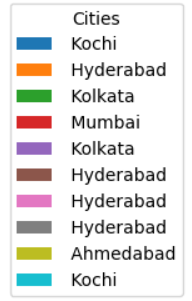 Cities
Kochi
Hyderabad
Kolkata
Mumbai
Kolkata
Hyderabad
Hyderabad
Hyderabad
Ahmedabad
Kochi